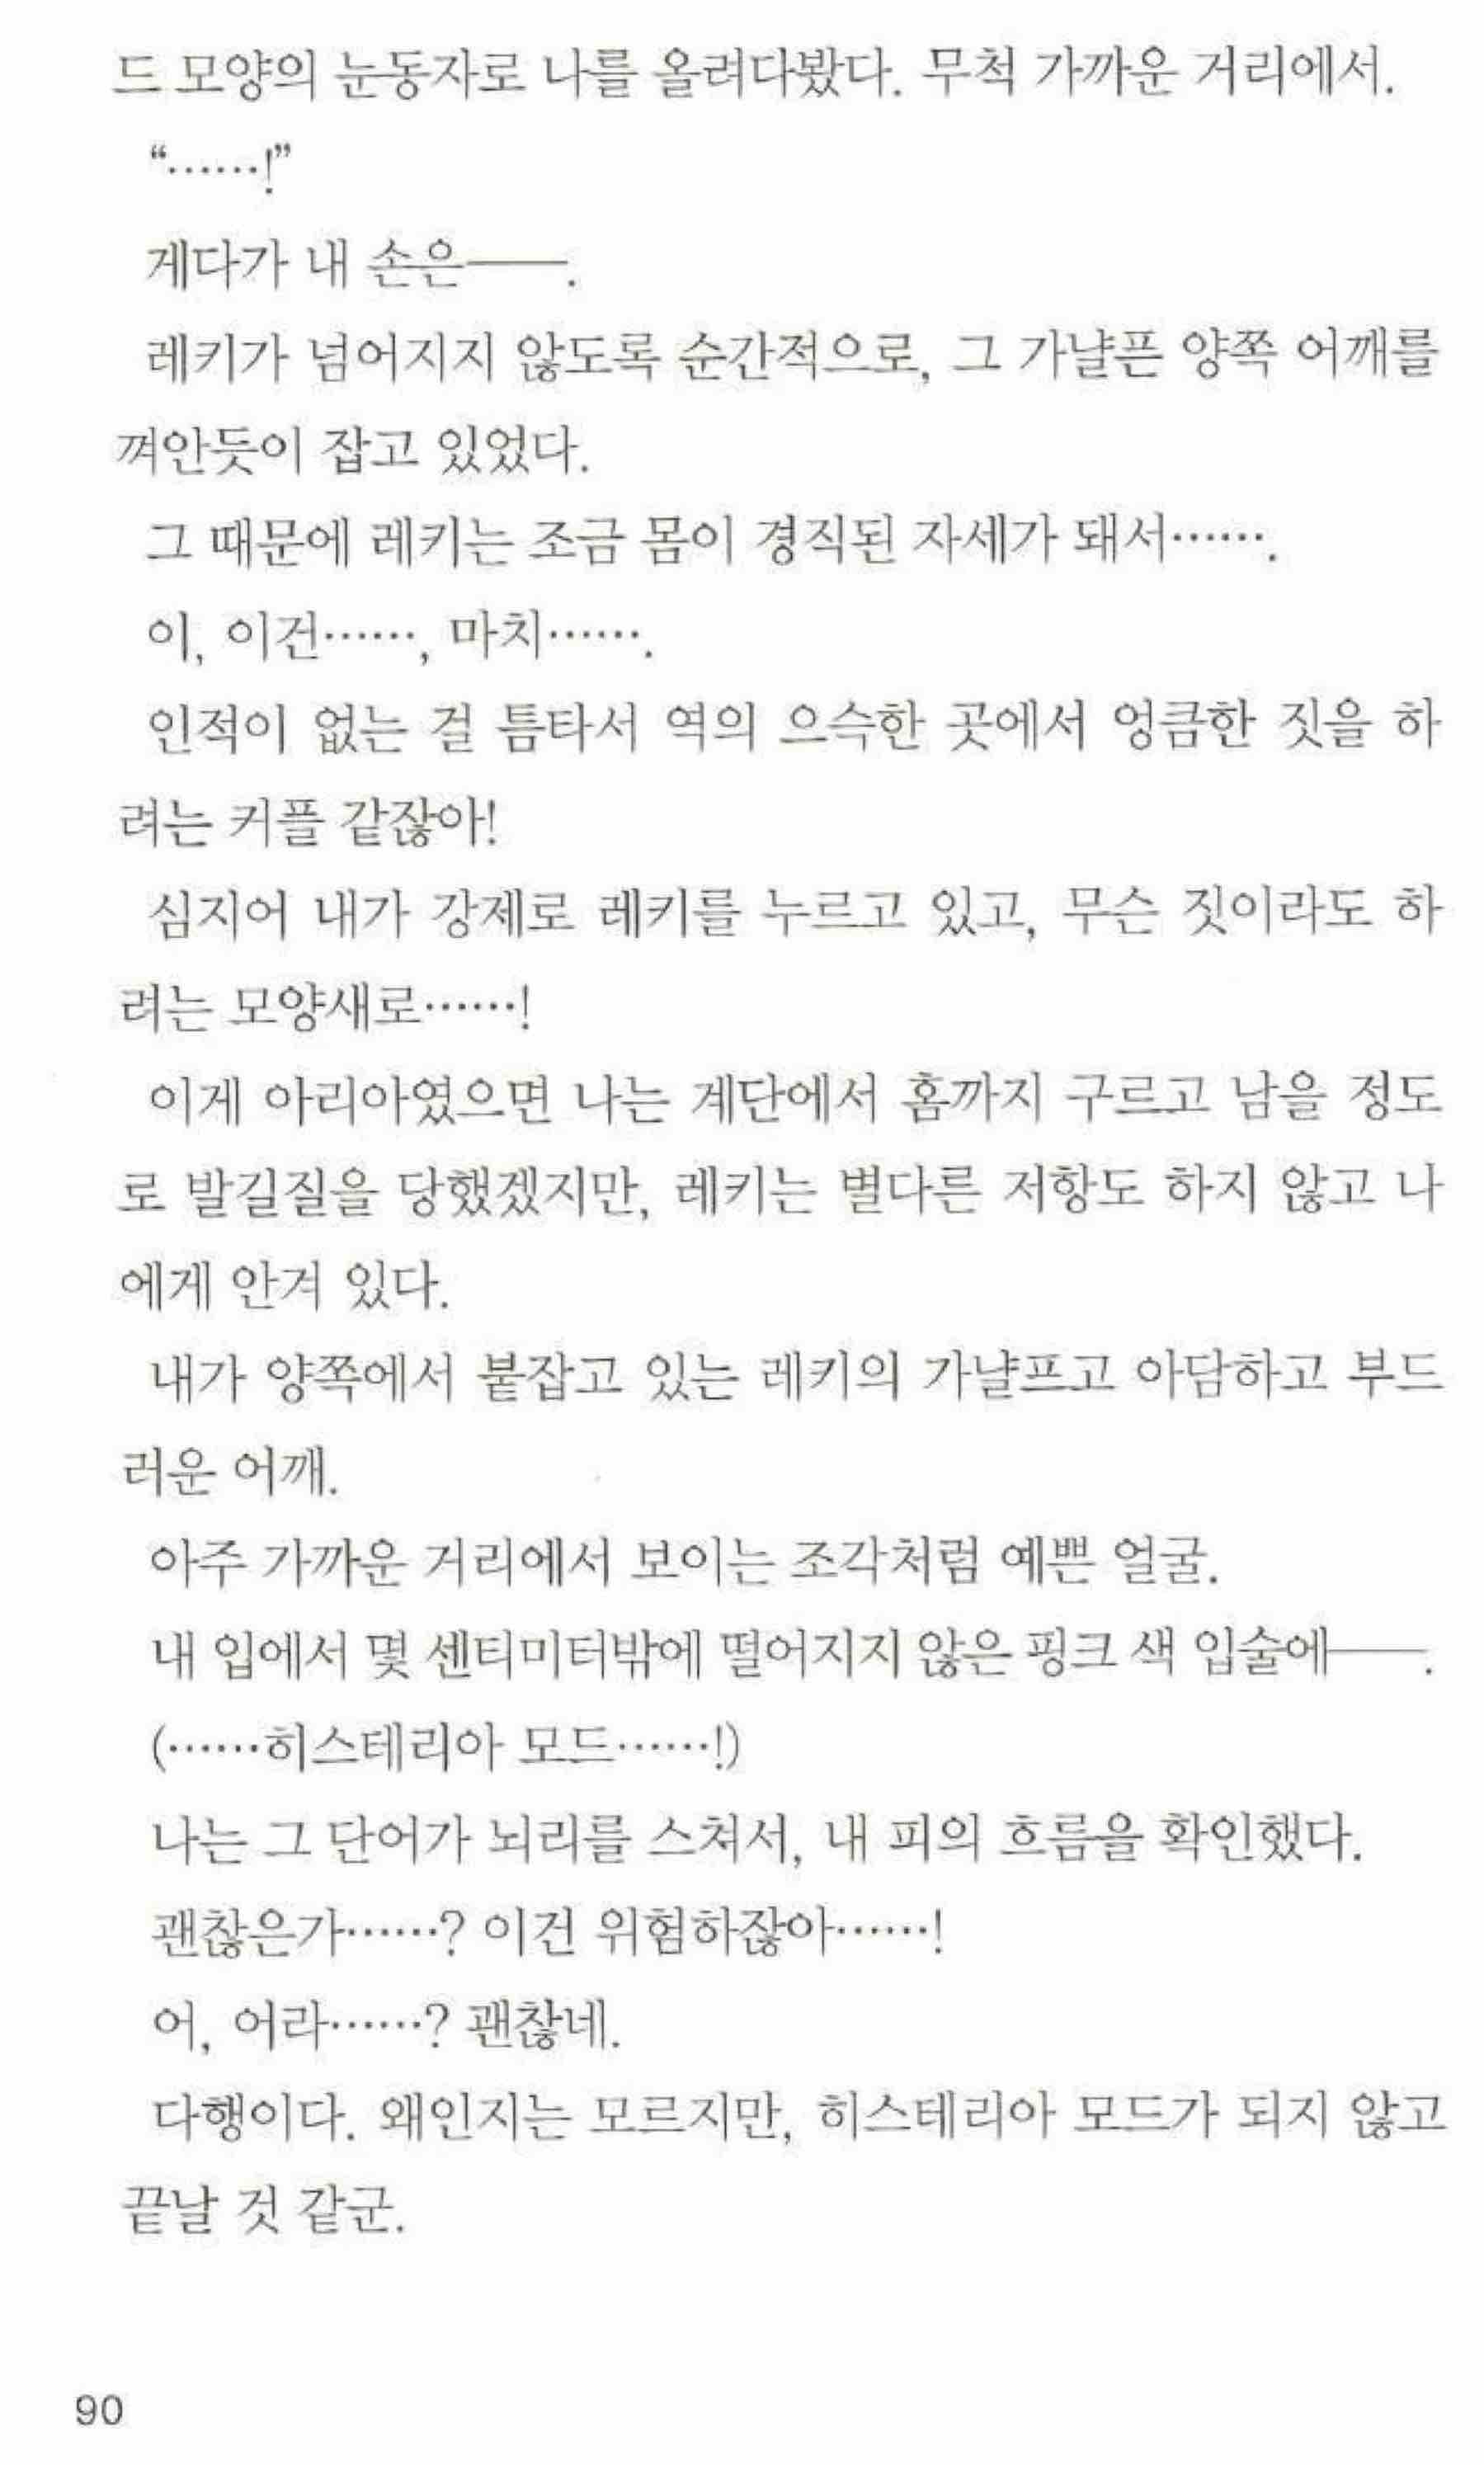 드 모양의 눈동자로 나를 올려다봤다. 무척 가까운 거리에서.
“……!”
게다가 내 손은――.
레키가 넘어지지 않도록 순간적으로, 그 가냘픈 양쪽 어깨를
껴안듯이 잡고 있었다.
그 때문에 레키는 조금 몸이 경직된 자세가 돼서…….
이, 이건……, 마치…….
인적이 없는 걸 틈타서 역의 으슥한 곳에서 엉큼한 짓을 하
려는 커플 같잖아!
심지어 내가 강제로 레키를 누르고 있고, 무슨 짓이라도 하
려는 모양새로……!
이게 아리아였으면 나는 계단에서 홈까지 구르고 남을 정도
로 발길질을 당했겠지만, 레키는 별다른 저항도 하지 않고 나
에게 안겨 있다.
내가 양쪽에서 붙잡고 있는 레키의 가냘프고 아담하고 부드
러운 어깨.
아주 가까운 거리에서 보이는 조각처럼 예쁜 얼굴.
내 입에서 몇 센티미터밖에 떨어지지 않은 핑크 색 입술에――.
(……히스테리아 모드……!)
나는 그 단어가 뇌리를 스쳐서, 내 피의 흐름을 확인했다.
괜찮은가……? 이건 위험하잖아……!
어, 어라……? 괜찮네.
다행이다. 왜인지는 모르지만, 히스테리아 모드가 되지 않고
끝날 것 같군.
90